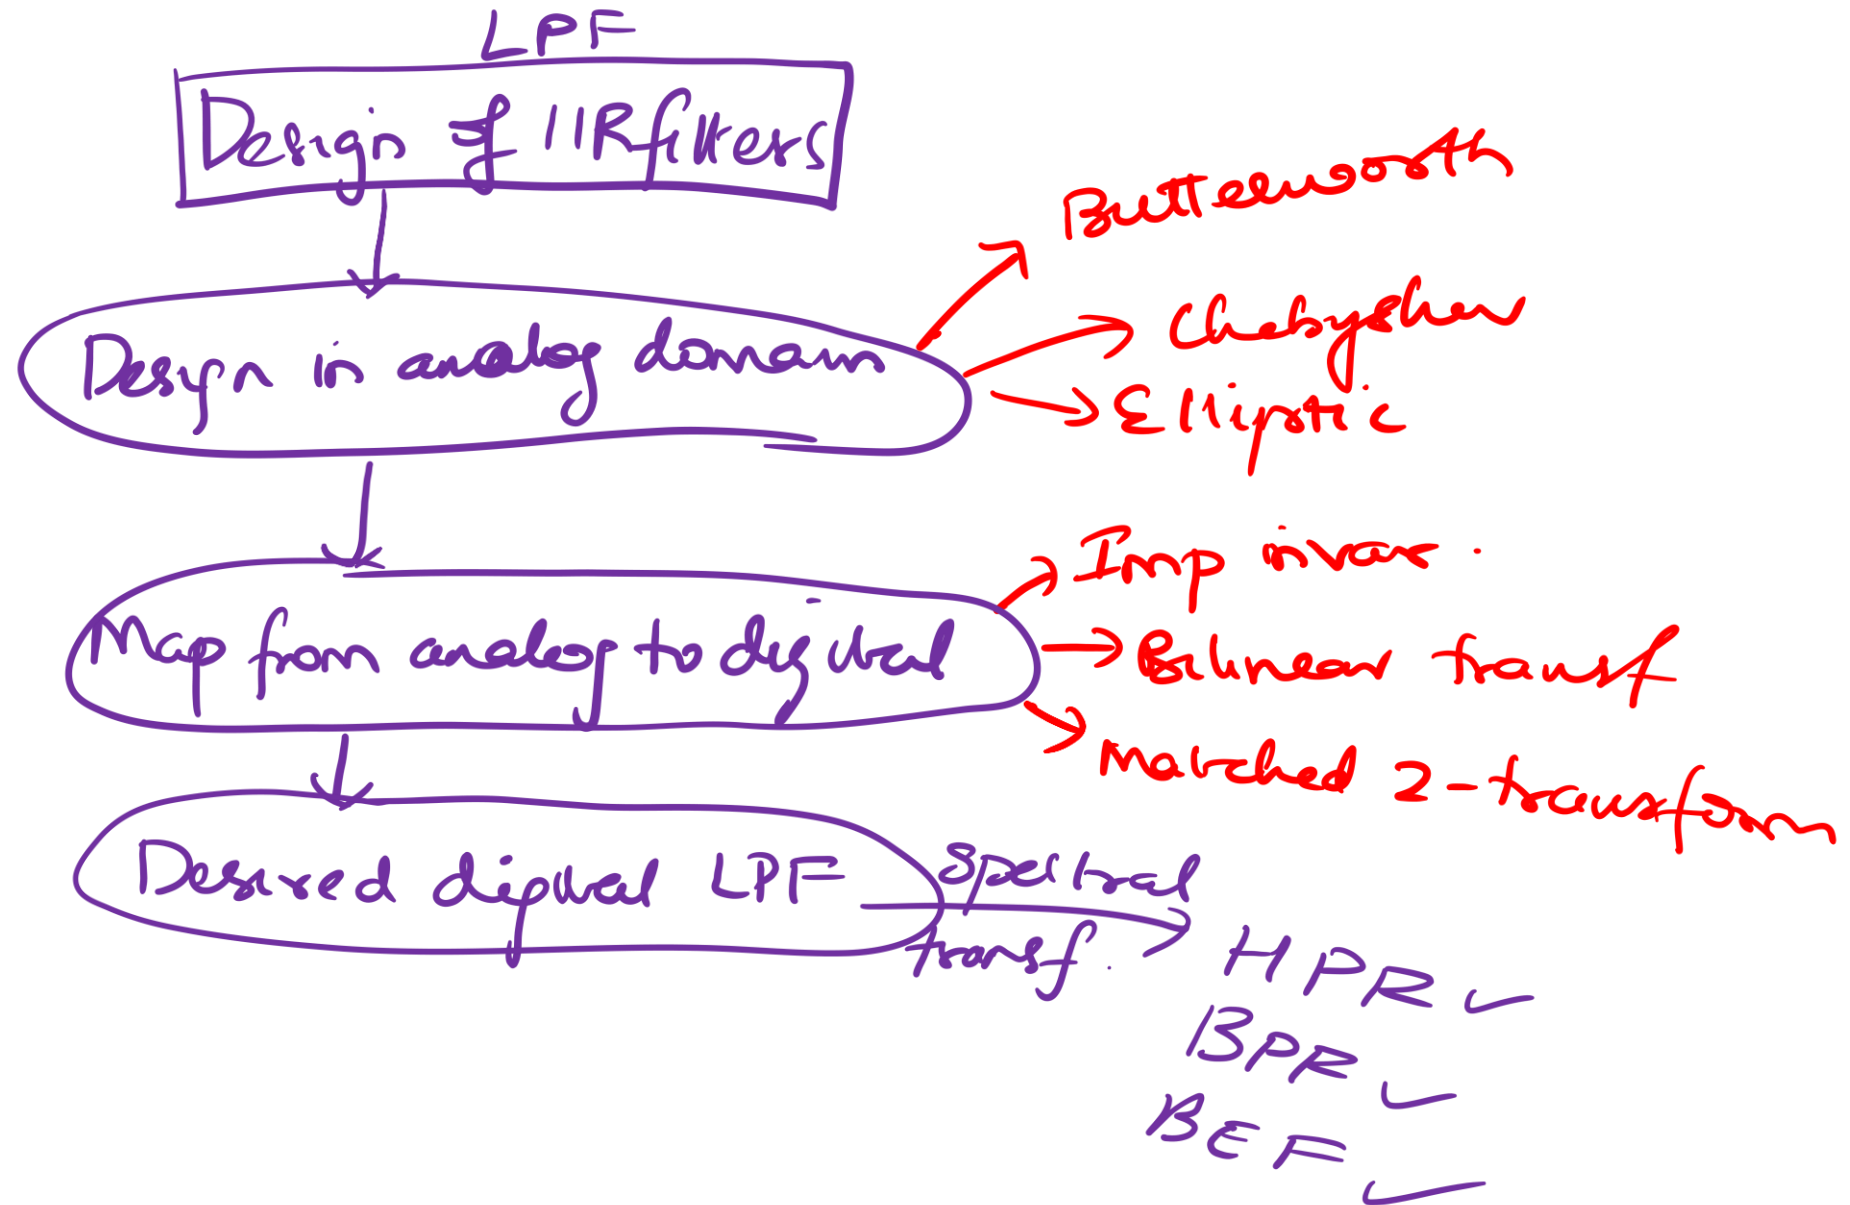 LPF
Design of IIR filters
Design in analog domain
Butterworth
Chebyshev
Elliptic
Map from analog to digital
Imp invar.
Bilinear transf
Matched Z-transform
Desired digital LPF
Spectral
transf.
HPF ✓
BPF ✓
BEF ✓